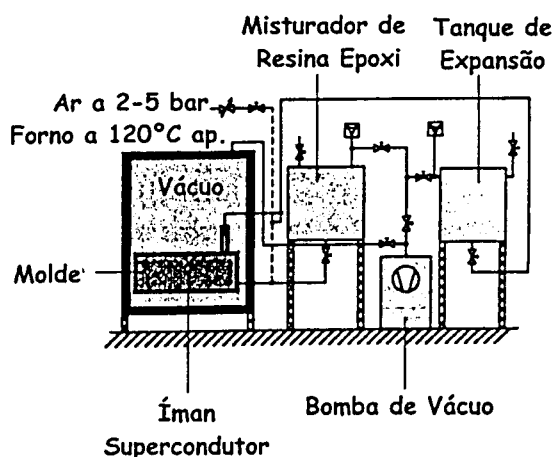 Misturador de
Resina Epoxi
Tanque de
Expansão
Ar a 2-5 bar
Forno a 120°C ap.
Vácuo
Molde
Íman
Supercondutor
Bomba de Vácuo